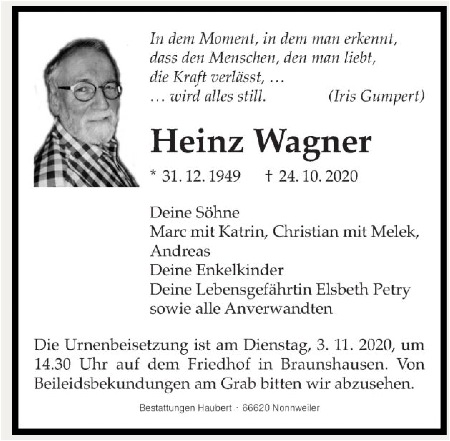 In dem Moment, in dem man erkennt,
dass den Menschen, den man liebt,
die Kraft verlässt, …
… wird alles still. (Iris Gumpert)
Heinz Wagner
* 31. 12. 1949 † 24. 10. 2020
Deine Söhne
Marc mit Katrin, Christian mit Melek,
Andreas
Deine Enkelkinder
Deine Lebensgefährtin Elsbeth Petry
sowie alle Anverwandten
Die Urnenbeisetzung ist am Dienstag, 3. 11. 2020, um
14.30 Uhr auf dem Friedhof in Braunshausen. Von
Beileidsbekundungen am Grab bitten wir abzusehen.
Bestattungen Haubert · 66620 Nonnweiler